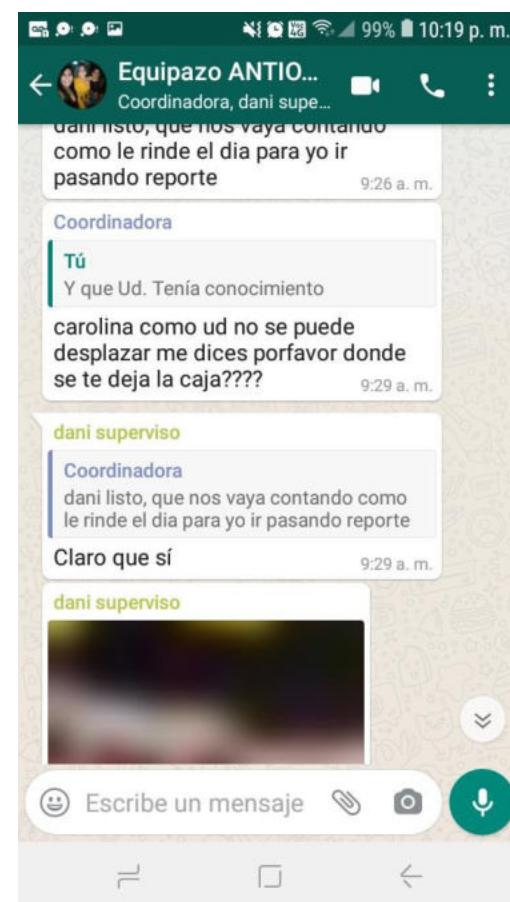 99% 10:19 p. m.
Equipazo ANTIO...
Coordinadora, dani supe...
dani listo, que nos vaya contando
como le rinde el dia para yo ir
pasando reporte
9:26 a. m.
Coordinadora
Tú
Y que Ud. Tenía conocimiento
carolina como ud no se puede
desplazar me dices porfavor donde
se te deja la caja????
9:29 a. m.
dani superviso
Coordinadora
dani listo, que nos vaya contando como
le rinde el dia para yo ir pasando reporte
Claro que sí
9:29 a. m.
dani superviso
Escribe un mensaje